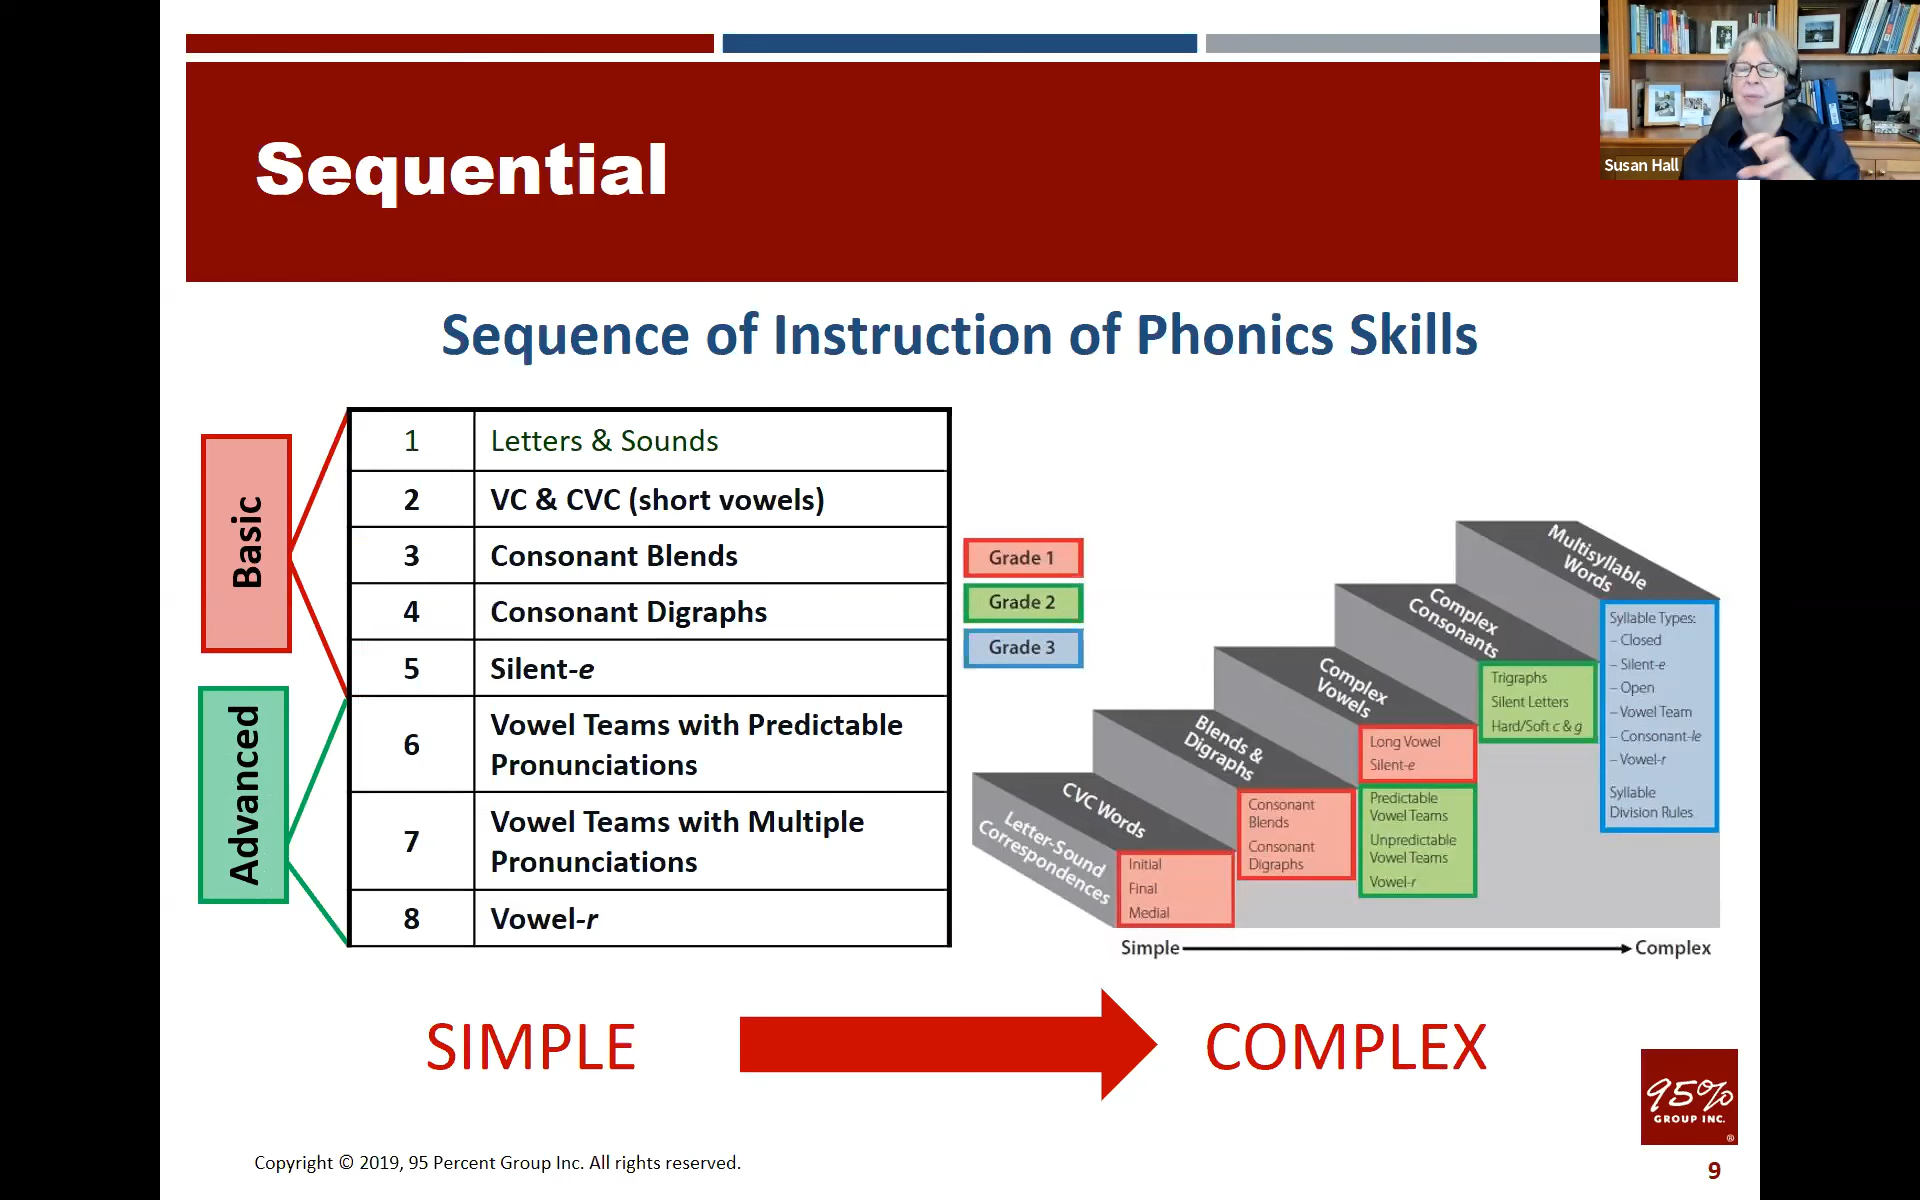 Susan Hall
Sequential
Sequence of Instruction of Phonics Skills
Basic
Advanced
1 Letters & Sounds
2 VC & CVC (short vowels)
3 Consonant Blends
4 Consonant Digraphs
5 Silent-e
6 Vowel Teams with Predictable
Pronunciations
7 Vowel Teams with Multiple
Pronunciations
8 Vowel-r
Grade 1
Grade 2
Grade 3
Letter-Sound
Correspondences
CVC Words
Initial
Final
Medial
Blends &
Digraphs
Consonant
Blends
Consonant
Digraphs
Complex
Vowels
Long Vowel
Silent-e
Predictable
Vowel Teams
Unpredictable
Vowel Teams
Vowel-r
Complex
Consonants
Trigraphs
Silent Letters
Hard/Soft c & g
Multisyllable
Words
Syllable Types:
– Closed
– Silent-e
– Open
– Vowel Team
– Consonant-le
– Vowel-r
Syllable
Division Rules
Simple Complex
SIMPLE COMPLEX
95%
GROUP INC.
®
Copyright © 2019, 95 Percent Group Inc. All rights reserved.
9